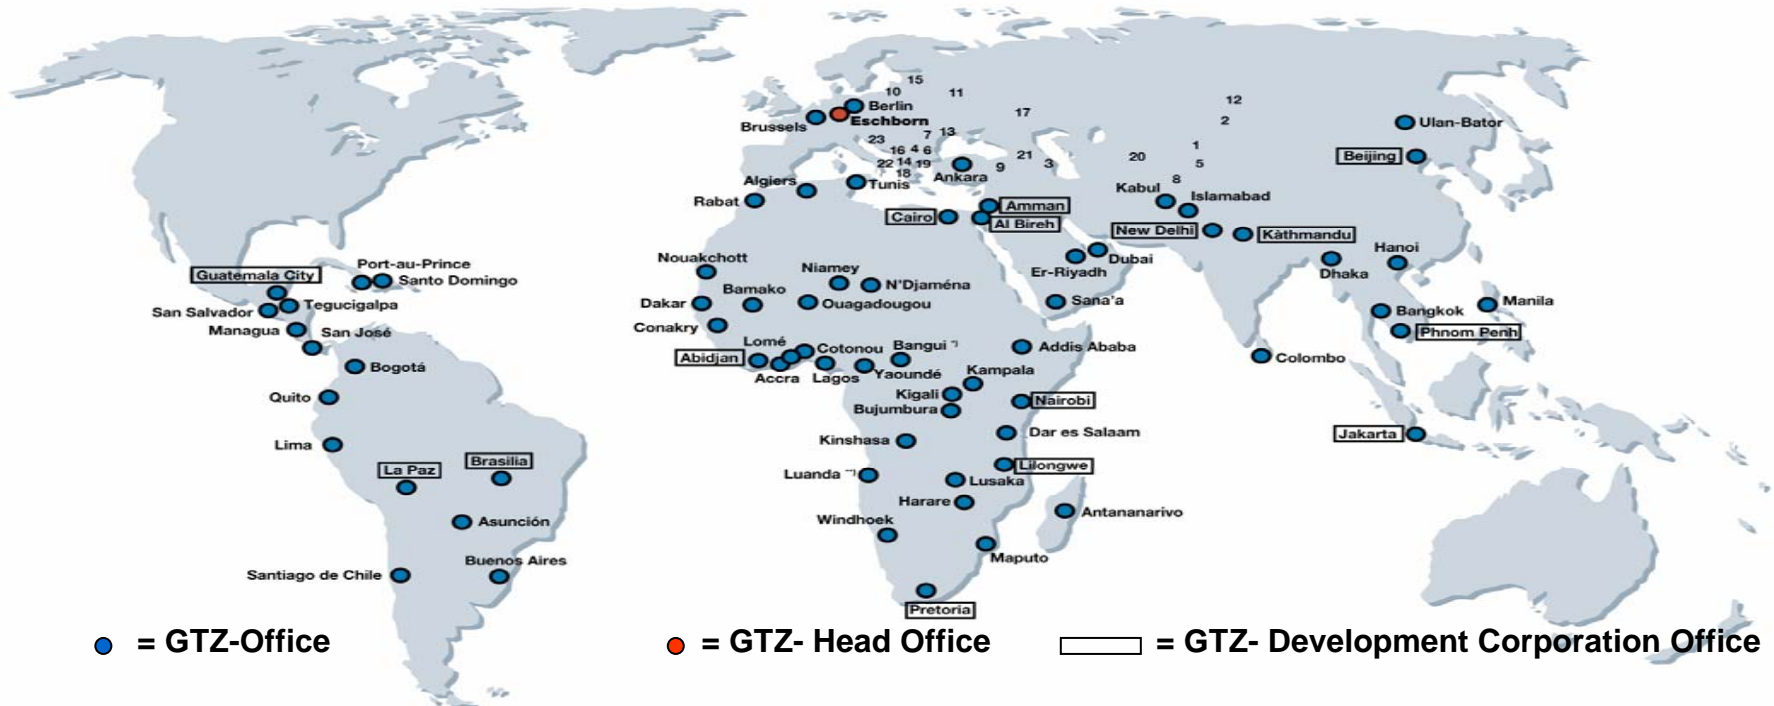 15
10
11
12
Berlin
17
Eschborn
2
Ulan-Bator
Brussels
7
13
23
1
16
4
6
21
20
Beijing
22
14
19
9
3
5
18
Ankara
8
Algiers
Tunis
Kabul
Islamabad
Rabat
Amman
Cairo
Al Bireh
New Delhi
Kàthmandu
Hanoi
Nouakchott
Port-au-Prince
Guatemala City
Santo Domingo
Niamey
N'Djaména
Dubai
Er-Riyadh
Dhaka
Bamako
Dakar
Ouagadougou
Sana'a
Manila
San Salvador
Tegucigalpa
Bangkok
Managua
San José
Conakry
Phnom Penh
Lomé
Cotonou
Bangui *)
Addis Ababa
Abidjan
Colombo
Bogotá
Accra
Lagos
Yaoundé
Kampala
Quito
Kigali
Nairobi
Bujumbura
Lima
Kinshasa
Dar es Salaam
Jakarta
La Paz
Brasilia
Luanda **)
Lilongwe
Lusaka
Harare
Asunción
Windhoek
Antananarivo
Buenos Aires
Maputo
Santiago de Chile
Pretoria
= GTZ-Office
= GTZ- Head Office
= GTZ- Development Corporation Office